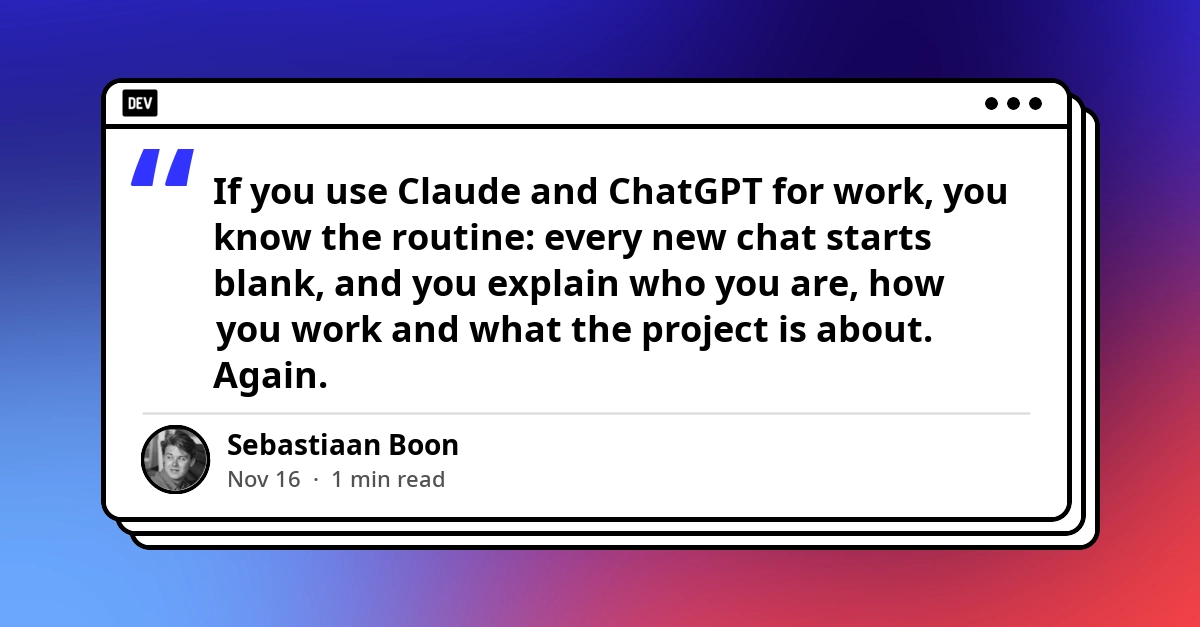 DEV
“
If you use Claude and ChatGPT for work, you
know the routine: every new chat starts
blank, and you explain who you are, how
you work and what the project is about.
Again.
Sebastiaan Boon
Nov 16 · 1 min read